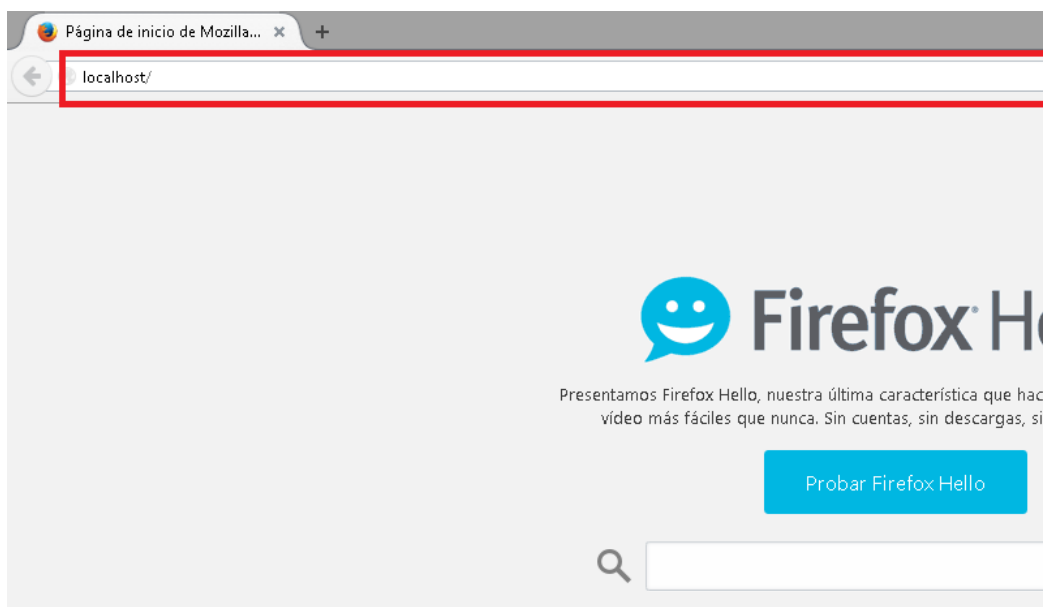 Página de inicio de Mozilla...
localhost/
Firefox
Presentamos Firefox Hello, nuestra última característica que hac
vídeo más fáciles que nunca. Sin cuentas, sin descargas, si
Probar Firefox Hello